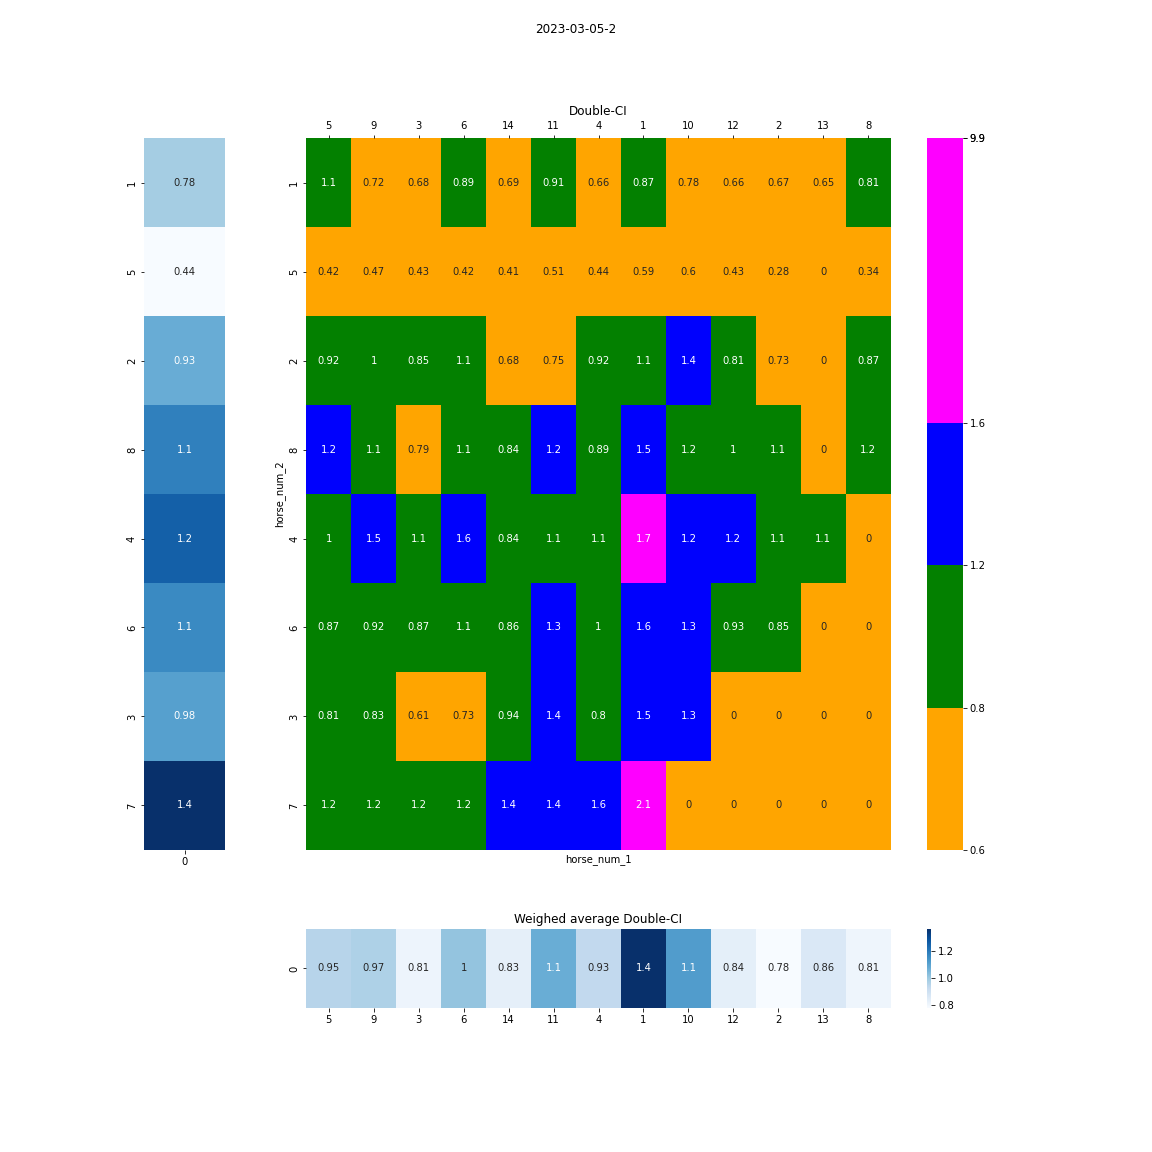 2023-03-05-2
Double-CI
5 9 3 6 14 11 4 1 10 12 2 13 8
9.9
1 0.78 1 1.1 0.72 0.68 0.89 0.69 0.91 0.66 0.87 0.78 0.66 0.67 0.65 0.81
5 0.44 5 0.42 0.47 0.43 0.42 0.41 0.51 0.44 0.59 0.6 0.43 0.28 0 0.34
2 0.93 2 0.92 1 0.85 1.1 0.68 0.75 0.92 1.1 1.4 0.81 0.73 0 0.87
1.6
8 1.1 8 1.2 1.1 0.79 1.1 0.84 1.2 0.89 1.5 1.2 1 1.1 0 1.2
horse_num_2
4 1.2 4 1 1.5 1.1 1.6 0.84 1.1 1.1 1.7 1.2 1.2 1.1 1.1 0
1.2
6 1.1 6 0.87 0.92 0.87 1.1 0.86 1.3 1 1.6 1.3 0.93 0.85 0 0
0.8
3 0.98 3 0.81 0.83 0.61 0.73 0.94 1.4 0.8 1.5 1.3 0 0 0 0
7 1.4 7 1.2 1.2 1.2 1.2 1.4 1.4 1.6 2.1 0 0 0 0 0
0.6
0
horse_num_1
Weighed average Double-CI
1.2
0 0.95 0.97 0.81 1 0.83 1.1 0.93 1.4 1.1 0.84 0.78 0.86 0.81
1.0
0.8
5 9 3 6 14 11 4 1 10 12 2 13 8